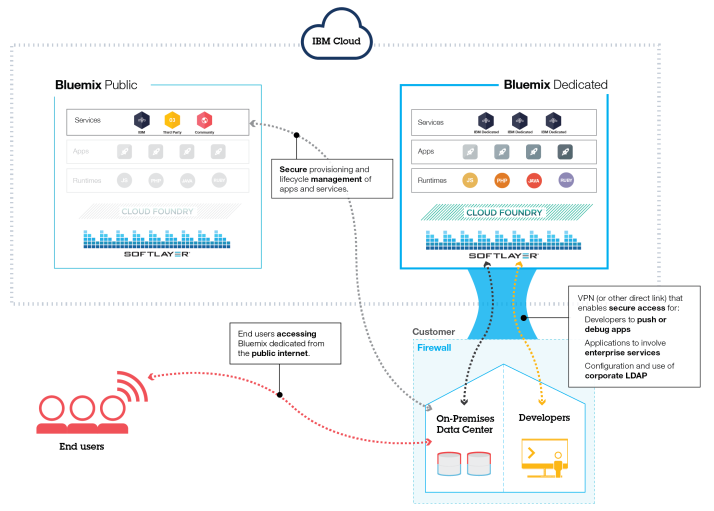 IBM Cloud
Bluemix Public
Services
IBM
Third Party
Community
Apps
Runtimes
JS
PHP
JAVA
RUBY
CLOUD FOUNDRY
SOFTLAYER
Bluemix Dedicated
Services
IBM Dedicated
IBM Dedicated
IBM Dedicated
Apps
Runtimes
JS
PHP
JAVA
RUBY
CLOUD FOUNDRY
SOFTLAYER
Secure provisioning and
lifecycle management of
apps and services.
VPN (or other direct link) that
enables secure access for:
Developers to push or
debug apps
Applications to involve
enterprise services
Configuration and use of
corporate LDAP
End users accessing
Bluemix dedicated from
the public internet.
Customer
Firewall
On-Premises
Data Center
Developers
End users